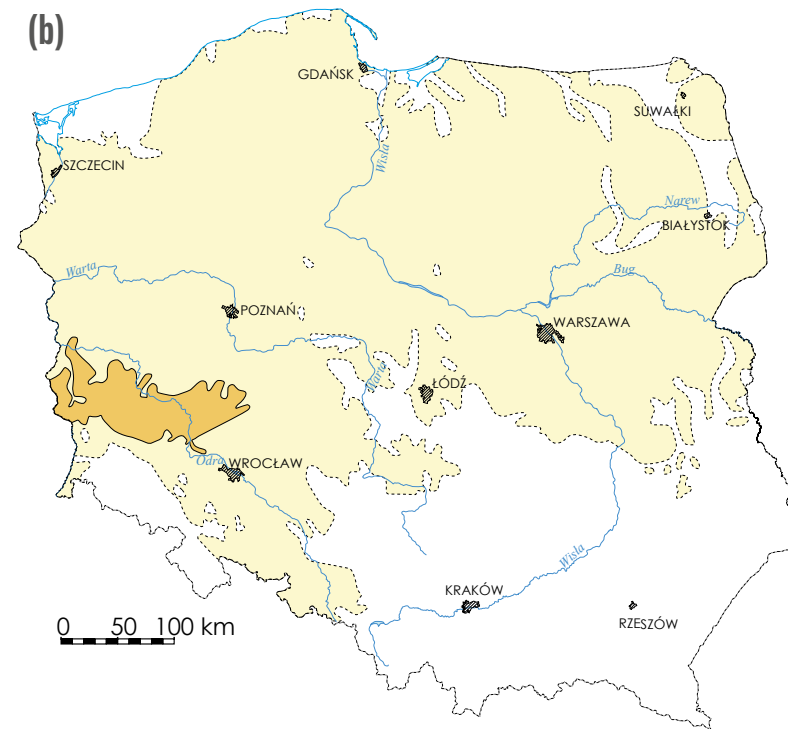 (b)
GDAŃSK
SUWAŁKI
SZCZECIN
Wisła
Narew
BIAŁYSTOK
Warta
Bug
POZNAŃ
WARSZAWA
Warta
ŁÓDŹ
Odra
WROCŁAW
Wisła
KRAKÓW
RZESZÓW
0 50 100 km